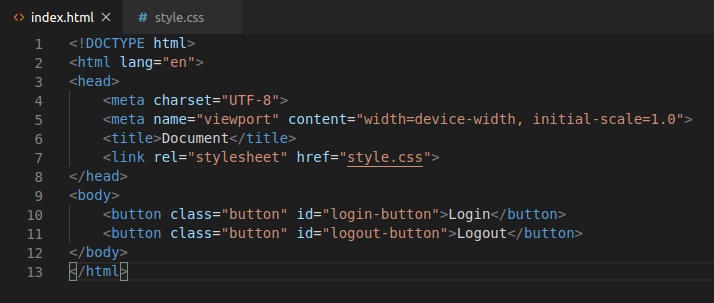 <> index.html × # style.css
1 <!DOCTYPE html>
2 <html lang="en">
3 <head>
4     <meta charset="UTF-8">
5     <meta name="viewport" content="width=device-width, initial-scale=1.0">
6     <title>Document</title>
7     <link rel="stylesheet" href="style.css">
8 </head>
9 <body>
10     <button class="button" id="login-button">Login</button>
11     <button class="button" id="logout-button">Logout</button>
12 </body>
13 </html>